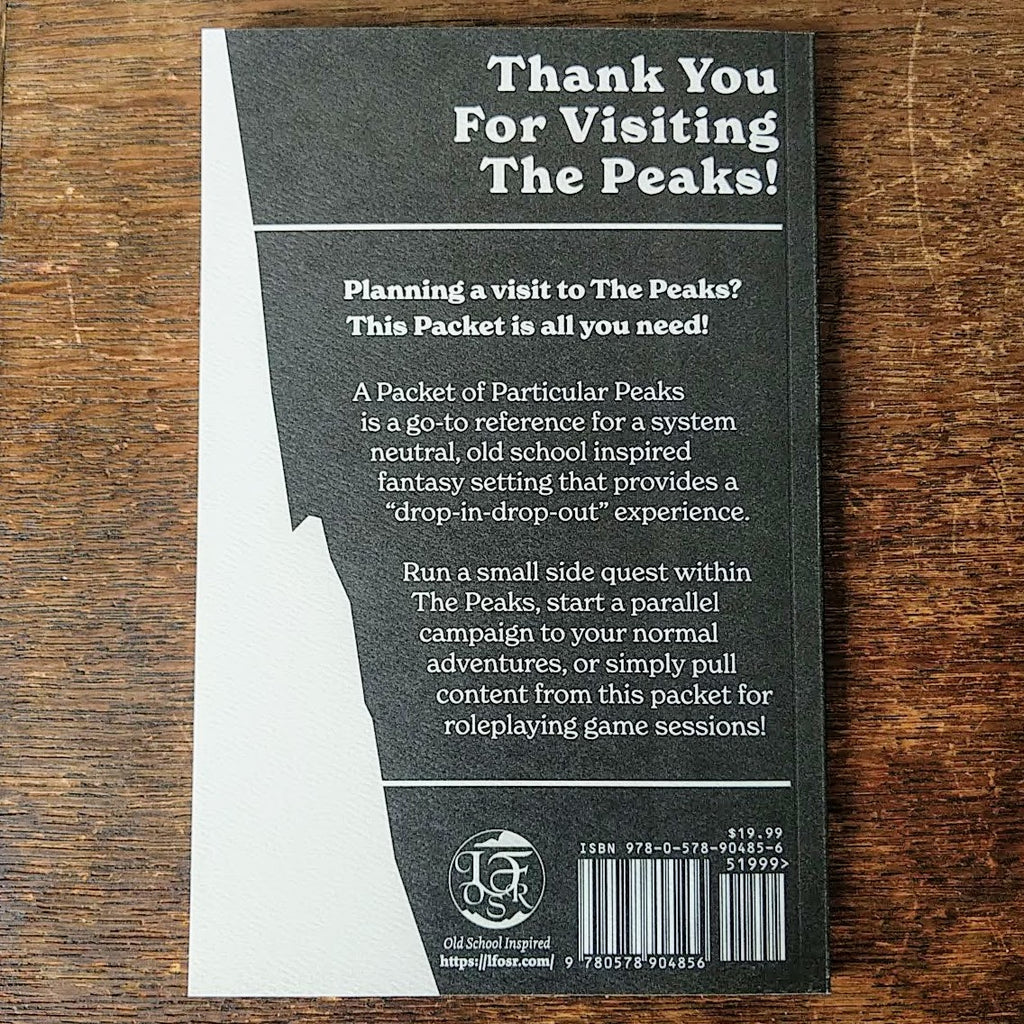 Thank You
For Visiting
The Peaks!
Planning a visit to The Peaks?
This Packet is all you need!
A Packet of Particular Peaks
is a go-to reference for a system
neutral, old school inspired
fantasy setting that provides a
“drop-in-drop-out” experience.
Run a small side quest within
The Peaks, start a parallel
campaign to your normal
adventures, or simply pull
content from this packet for
roleplaying game sessions!
LF
OSR
Old School Inspired
https://lfosr.com/
$19.99
ISBN 978-0-578-90485-6
51999>
9 780578 904856